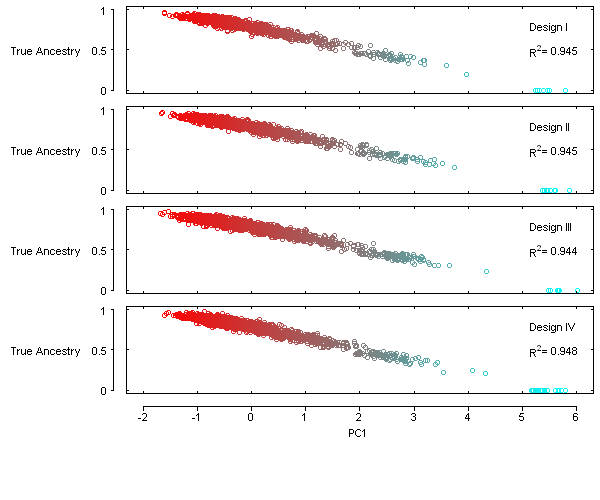 1
Design I
True Ancestry 0.5 R²= 0.945
0
1
Design II
True Ancestry 0.5 R²= 0.945
0
1
Design III
True Ancestry 0.5 R²= 0.944
0
1
Design IV
True Ancestry 0.5 R²= 0.948
0
-2 -1 0 1 2 3 4 5 6
PC1